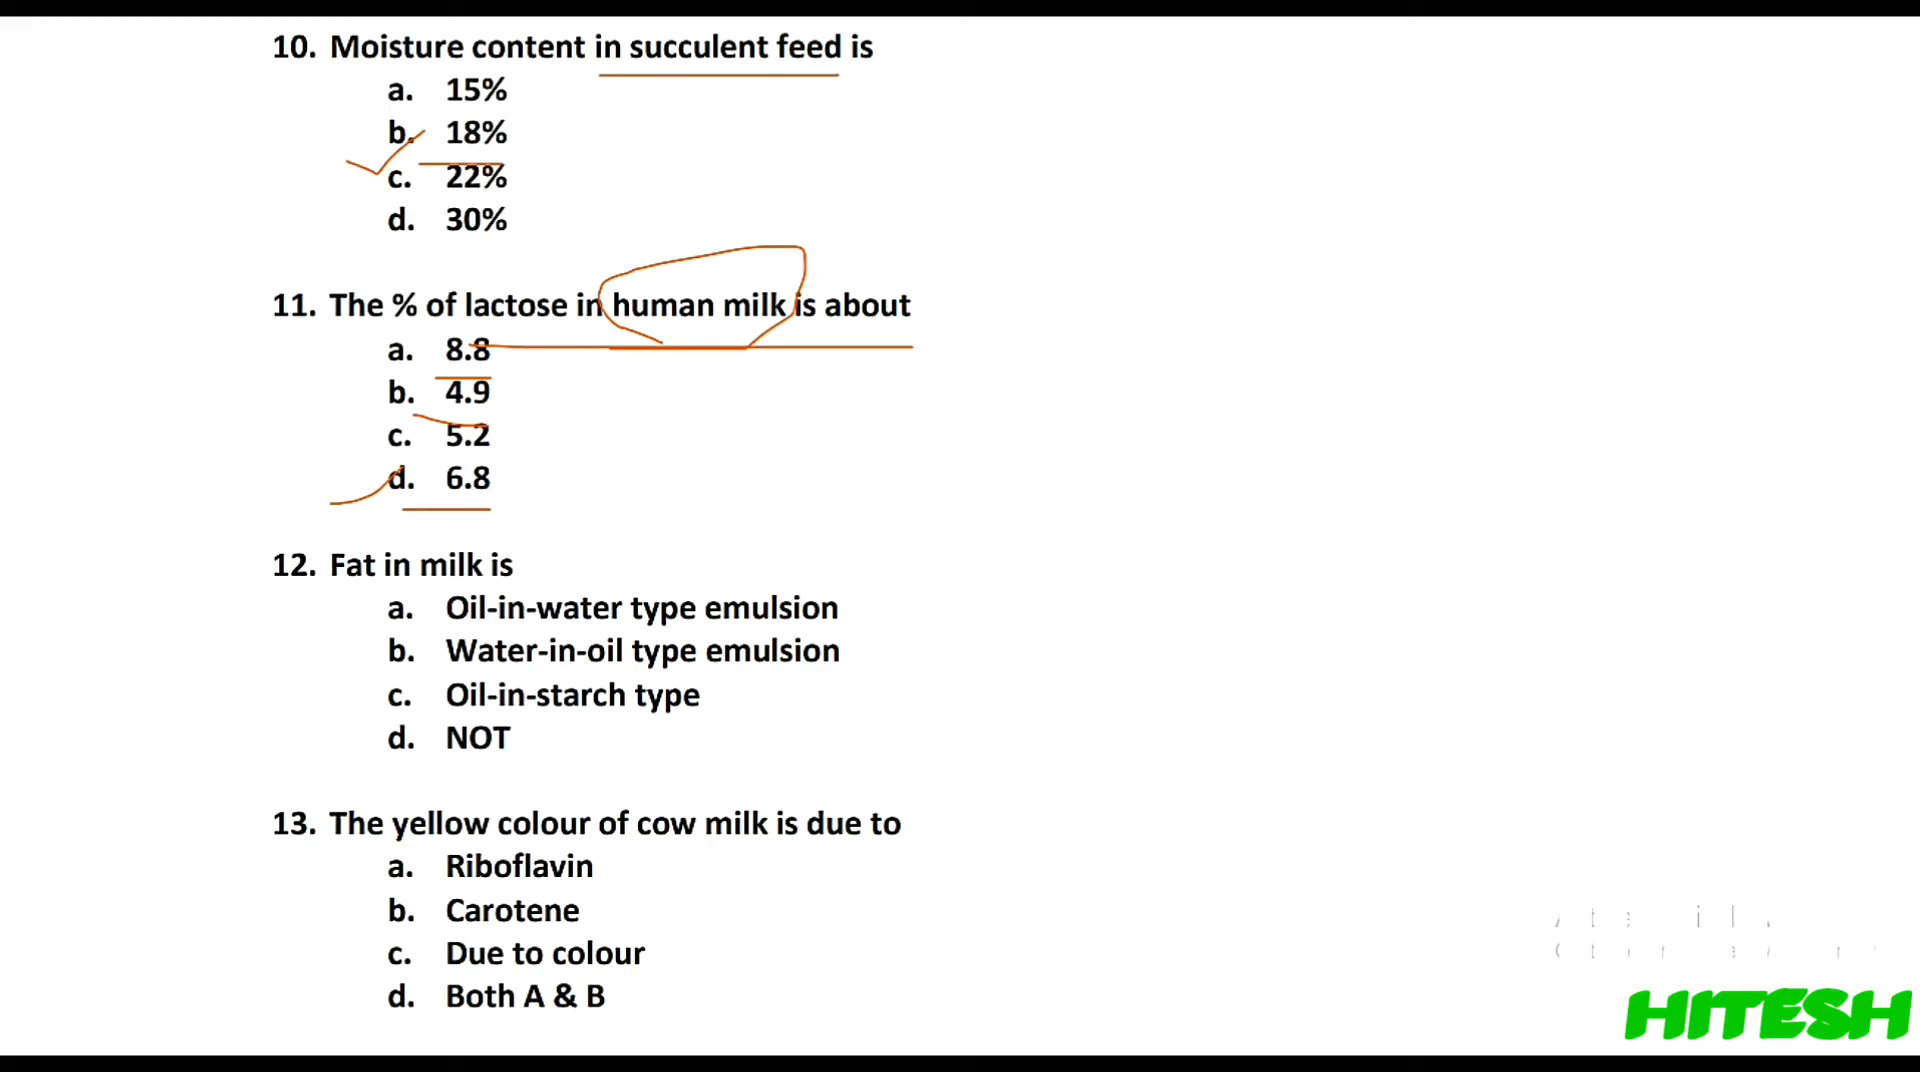 10. Moisture content in succulent feed is
a. 15%
b. 18%
c. 22%
d. 30%
11. The % of lactose in human milk is about
a. 8.8
b. 4.9
c. 5.2
d. 6.8
12. Fat in milk is
a. Oil-in-water type emulsion
b. Water-in-oil type emulsion
c. Oil-in-starch type
d. NOT
13. The yellow colour of cow milk is due to
a. Riboflavin
b. Carotene
c. Due to colour
d. Both A & B
HITESH